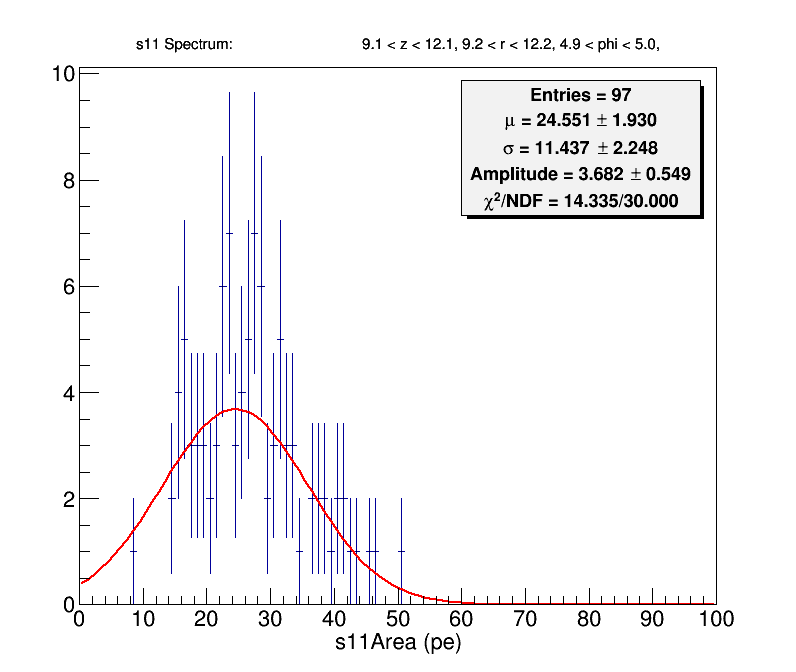 s11 Spectrum: 9.1 < z < 12.1, 9.2 < r < 12.2, 4.9 < phi < 5.0,
Entries = 97
μ = 24.551 ± 1.930
σ = 11.437 ± 2.248
Amplitude = 3.682 ± 0.549
χ²/NDF = 14.335/30.000
10
8
6
4
2
0
0 10 20 30 40 50 60 70 80 90 100
s11Area (pe)